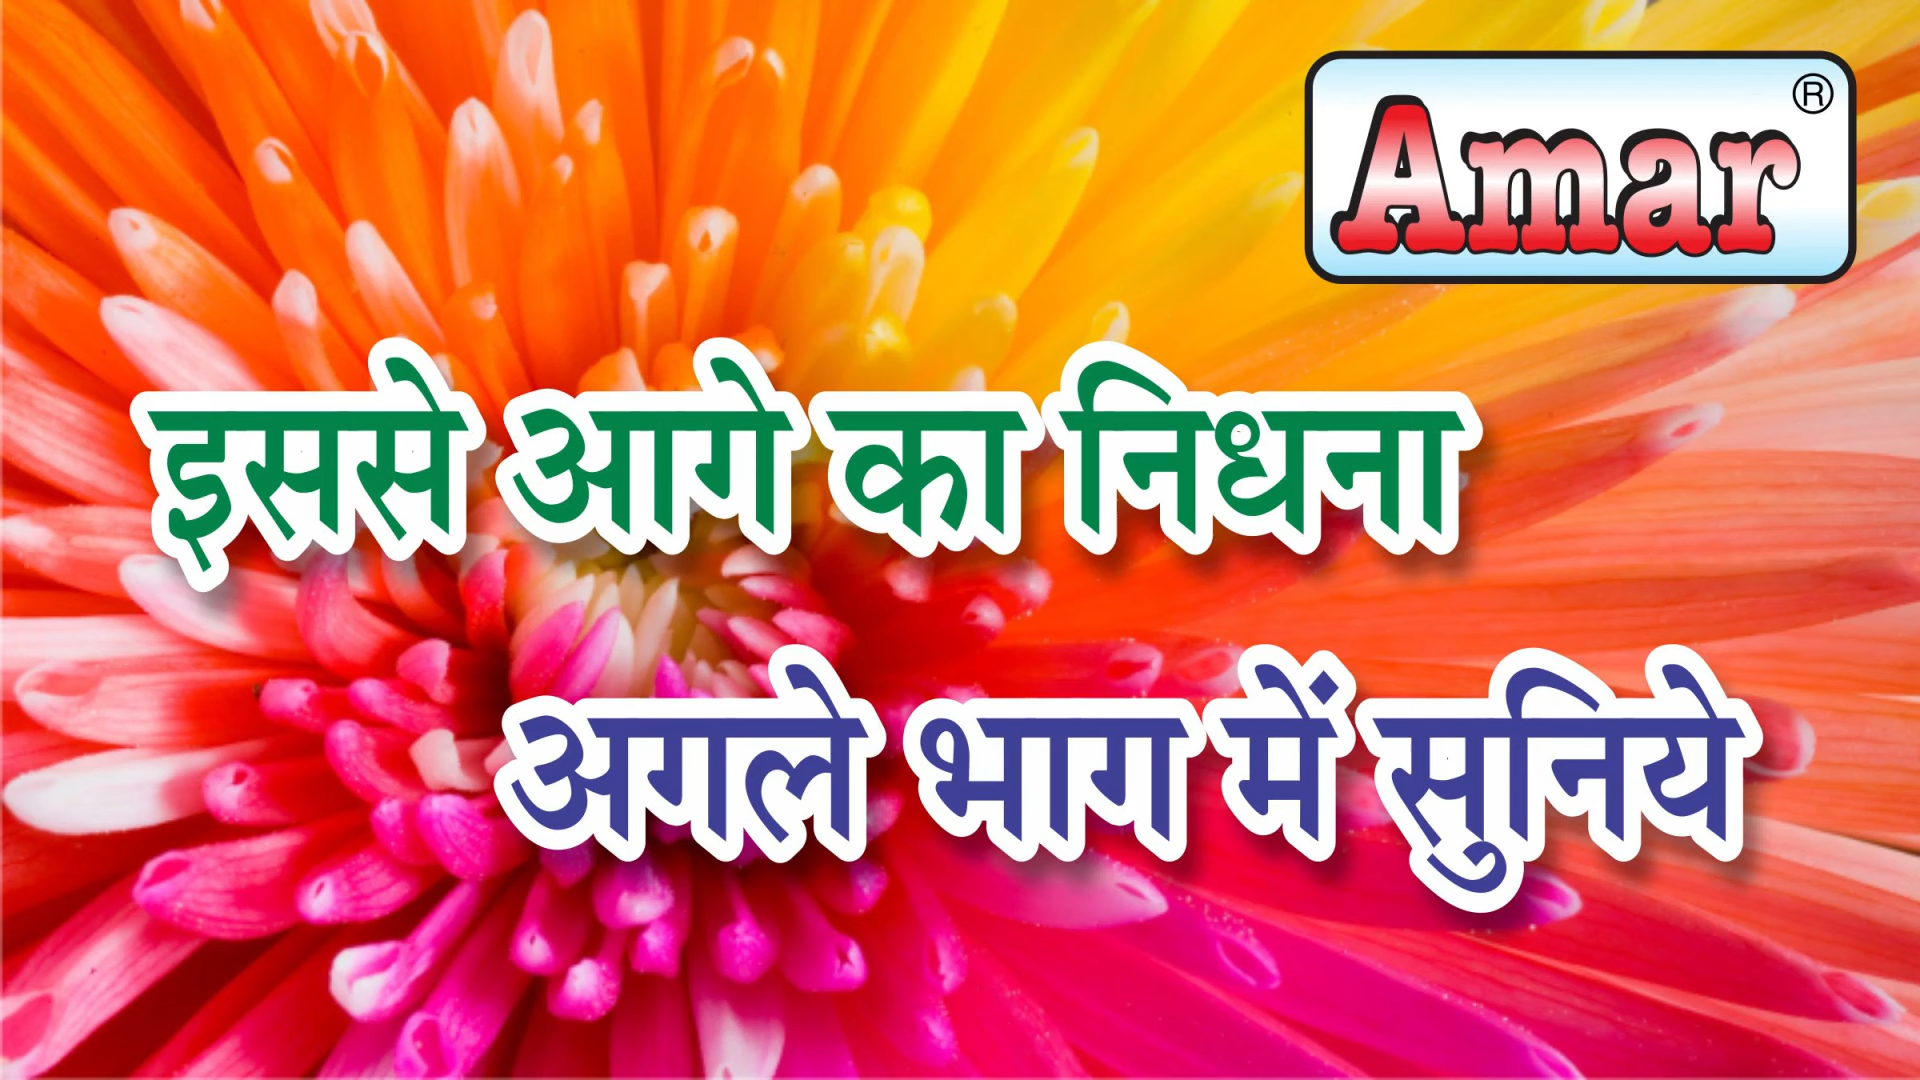 Amar ®
इससे आगे का निधना
अगले भाग में सुनिये